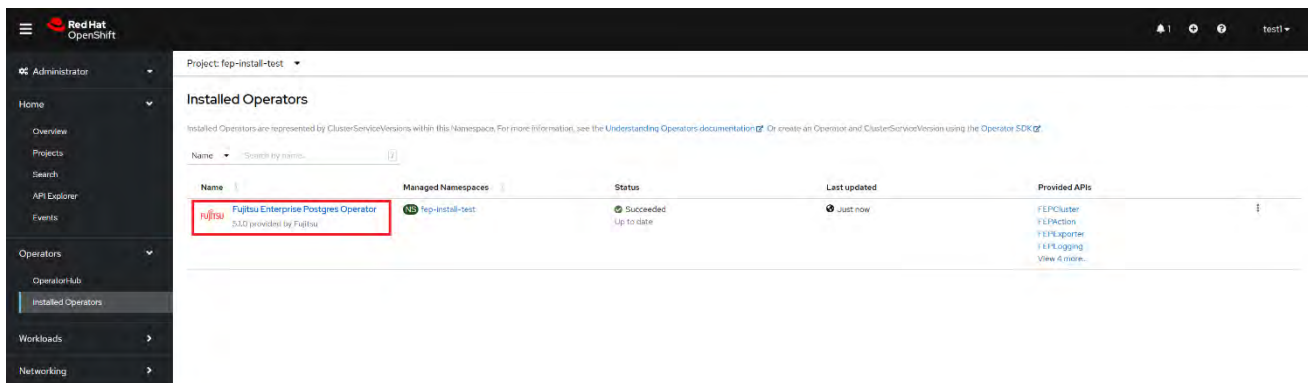 Red Hat
OpenShift
1
test1
Administrator
Project: fep-install-test
Home
Installed Operators
Overview
Installed Operators are represented by ClusterServiceVersions within this Namespace. For more information, see the Understanding Operators documentation. Or create an Operator and ClusterServiceVersion using the Operator SDK.
Projects
Name Search by name...
Search
Name Managed Namespaces Status Last updated Provided APIs
API Explorer
FUJITSU Fujitsu Enterprise Postgres Operator NS fep-install-test Succeeded Just now FEPCluster
Events
5.1.0 provided by Fujitsu Up to date FEPAction
FEPExporter
FEPLogging
Operators
View 4 more...
OperatorHub
Installed Operators
Workloads
Networking